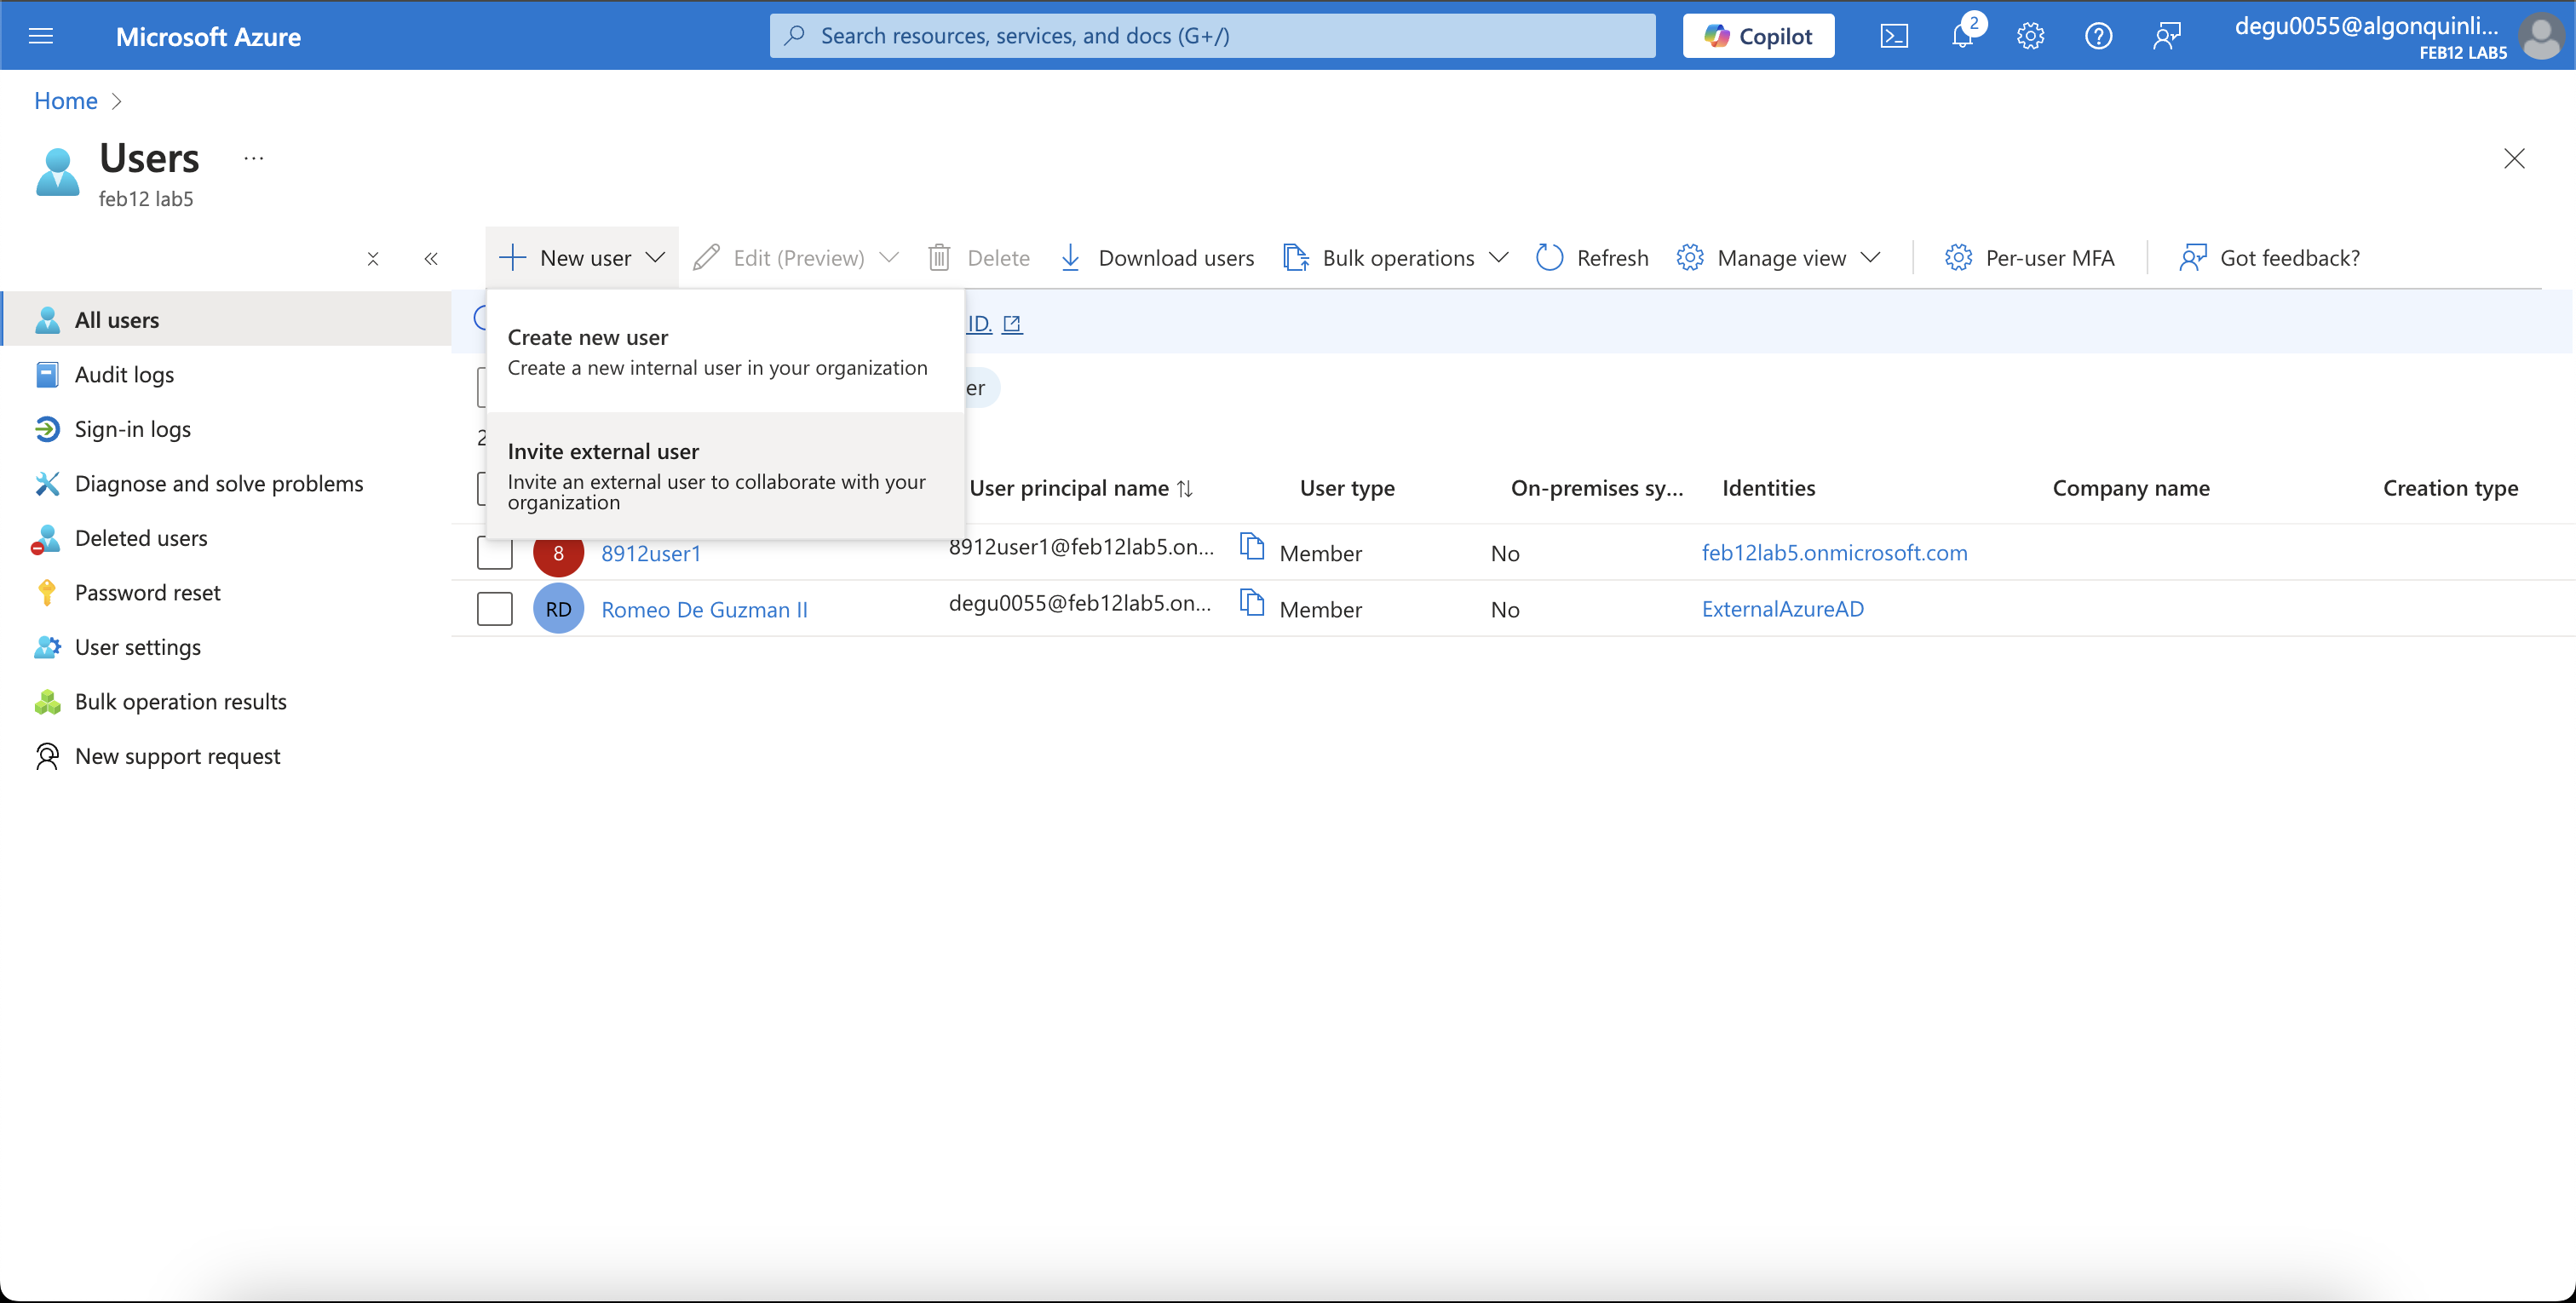 Microsoft Azure
Search resources, services, and docs (G+/)
Copilot
2
degu0055@algonquinli...
FEB12 LAB5
Home
Users ...
feb12 lab5
New user
Edit (Preview)
Delete
Download users
Bulk operations
Refresh
Manage view
Per-user MFA
Got feedback?
All users
Audit logs
Sign-in logs
Diagnose and solve problems
Deleted users
Password reset
User settings
Bulk operation results
New support request
Create new user
Create a new internal user in your organization
Invite external user
Invite an external user to collaborate with your
organization
ID.
er
2
User principal name
User type
On-premises sy...
Identities
Company name
Creation type
8 8912user1 8912user1@feb12lab5.on... Member No feb12lab5.onmicrosoft.com
RD Romeo De Guzman II degu0055@feb12lab5.on... Member No ExternalAzureAD